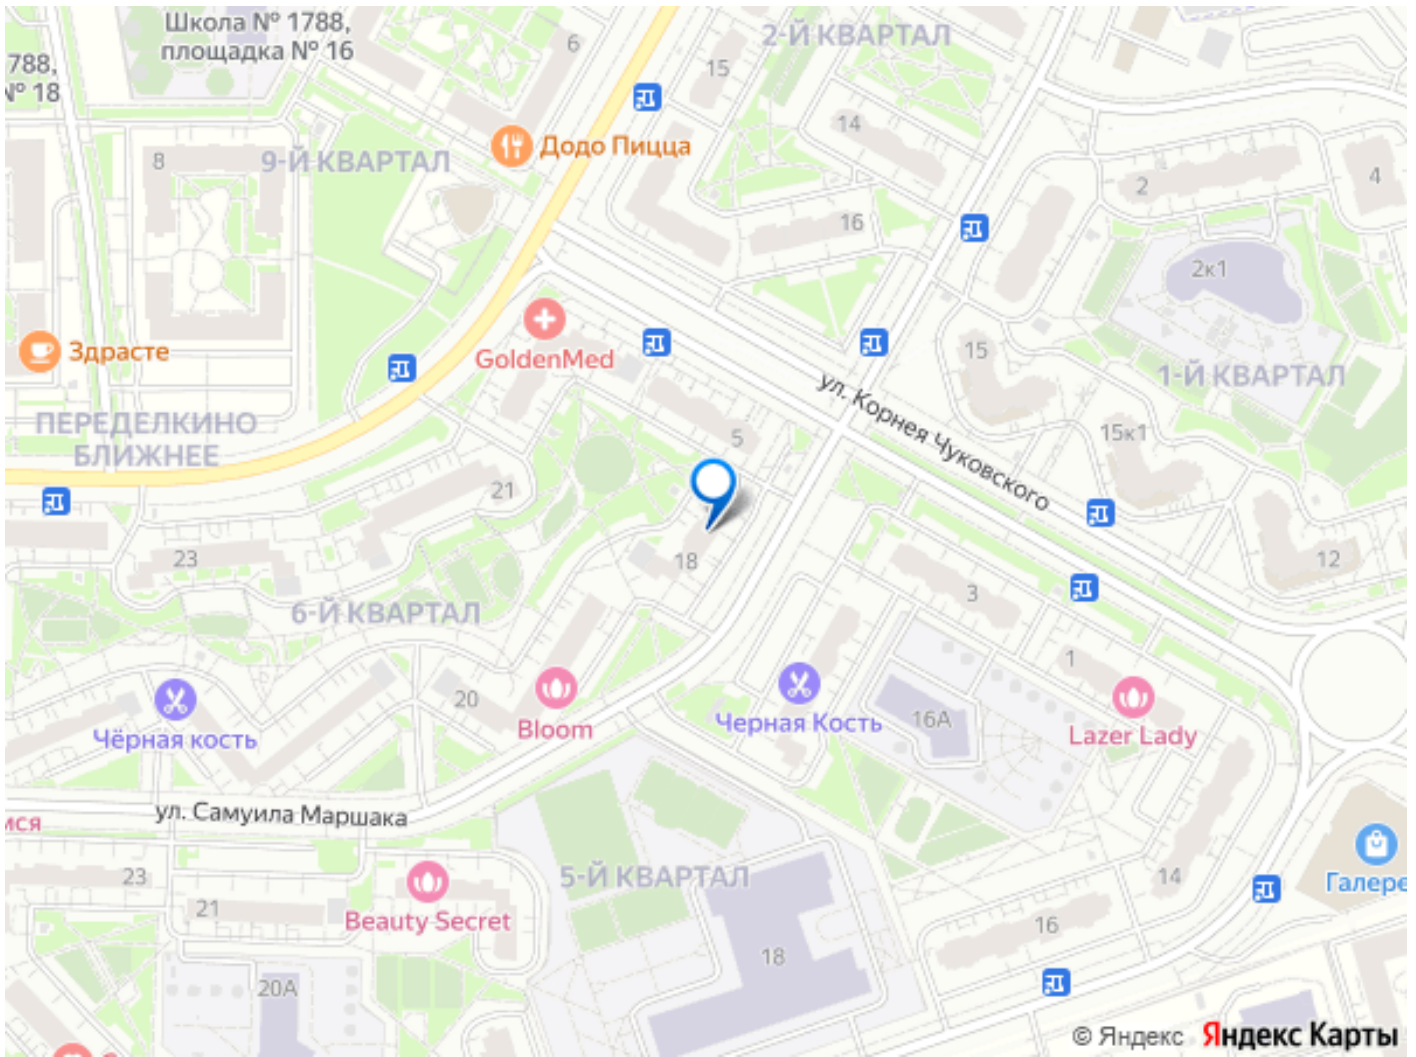 Школа № 1788,
площадка № 16
6
2-Й КВАРТАЛ
788,
№ 18
15
14
Додо Пицца
8
9-Й КВАРТАЛ
2
4
16
2к1
GoldenMed
Здрасте
15
1-Й КВАРТАЛ
ул. Корнея Чуковского
ПЕРЕДЕЛКИНО
БЛИЖНЕЕ
5
15к1
21
23
18
12
3
6-Й КВАРТАЛ
1
20
Bloom
Чёрная кость
Черная Кость
16А
Lazer Lady
ул. Самуила Маршака
мся
23
5-Й КВАРТАЛ
14
Галере
21
Beauty Secret
16
18
20А
© Яндекс Яндекс Карты